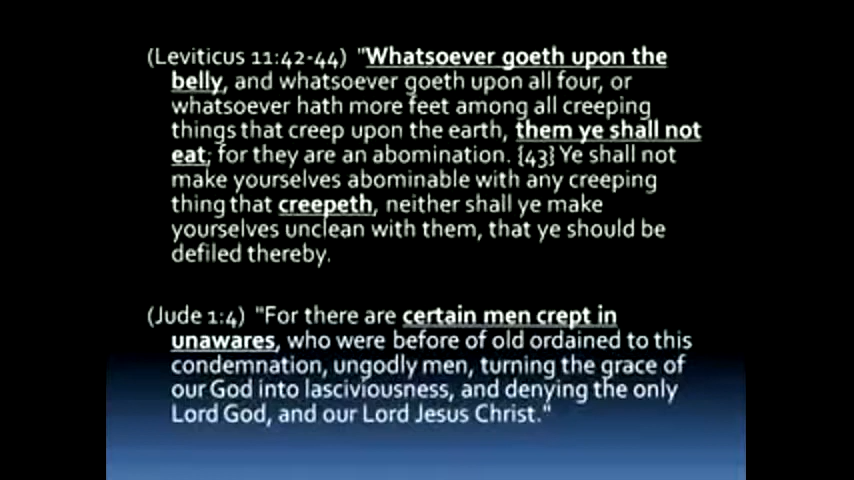 (Leviticus 11:42-44) "Whatsoever goeth upon the
belly, and whatsoever goeth upon all four, or
whatsoever hath more feet among all creeping
things that creep upon the earth, them ye shall not
eat; for they are an abomination. {43} Ye shall not
make yourselves abominable with any creeping
thing that creepeth, neither shall ye make
yourselves unclean with them, that ye should be
defiled thereby.
(Jude 1:4) "For there are certain men crept in
unawares, who were before of old ordained to this
condemnation, ungodly men, turning the grace of
our God into lasciviousness, and denying the only
Lord God, and our Lord Jesus Christ."